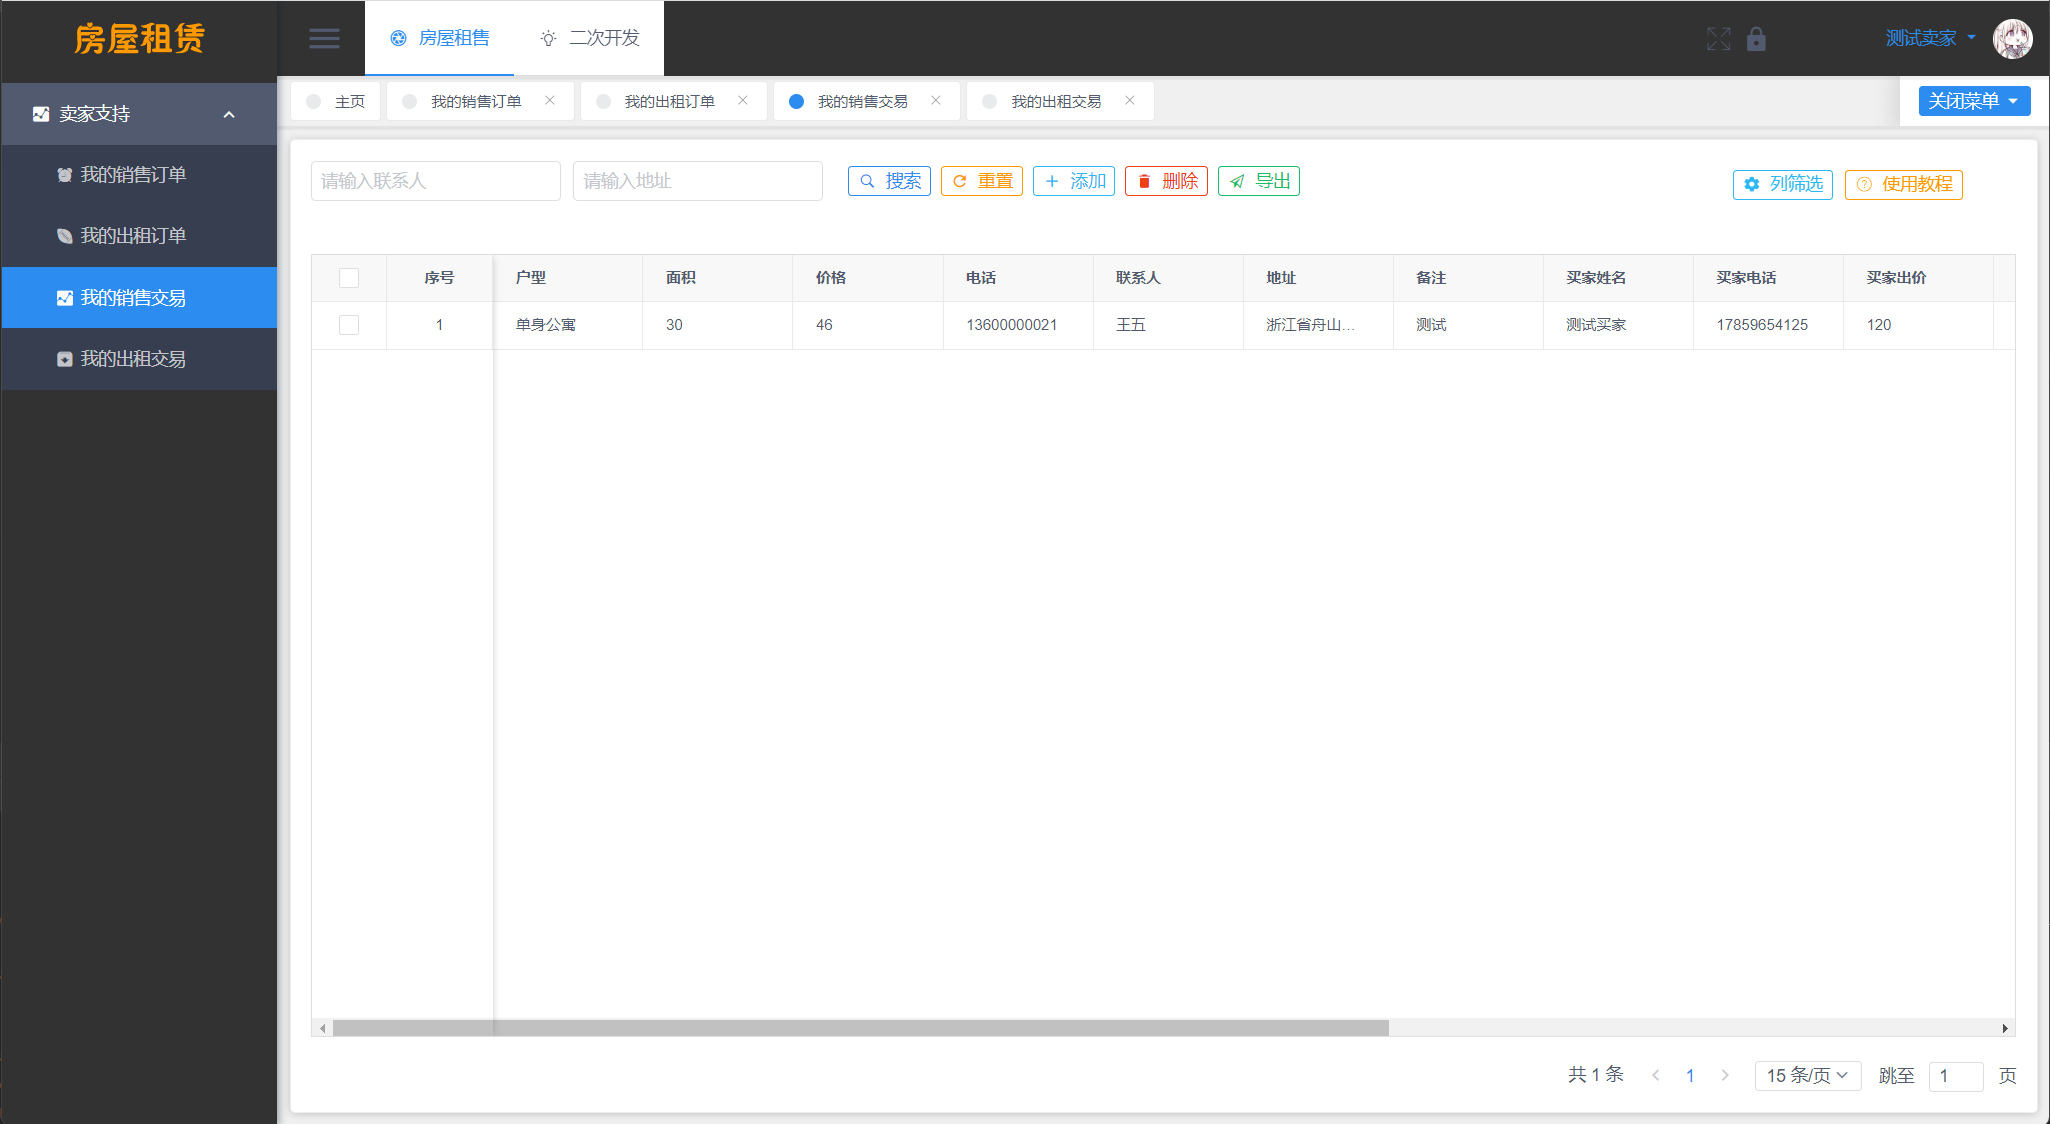 房屋租赁
房屋租售 二次开发
测试卖家
主页 我的销售订单 我的出租订单 我的销售交易 我的出租交易
关闭菜单
卖家支持
我的销售订单
我的出租订单
我的销售交易
我的出租交易
请输入联系人 请输入地址 搜索 重置 添加 删除 导出 列筛选 使用教程
序号 户型 面积 价格 电话 联系人 地址 备注 买家姓名 买家电话 买家出价
1 单身公寓 30 46 13600000021 王五 浙江省舟山... 测试 测试买家 17859654125 120
共 1 条 1 15 条/页 跳至 1 页